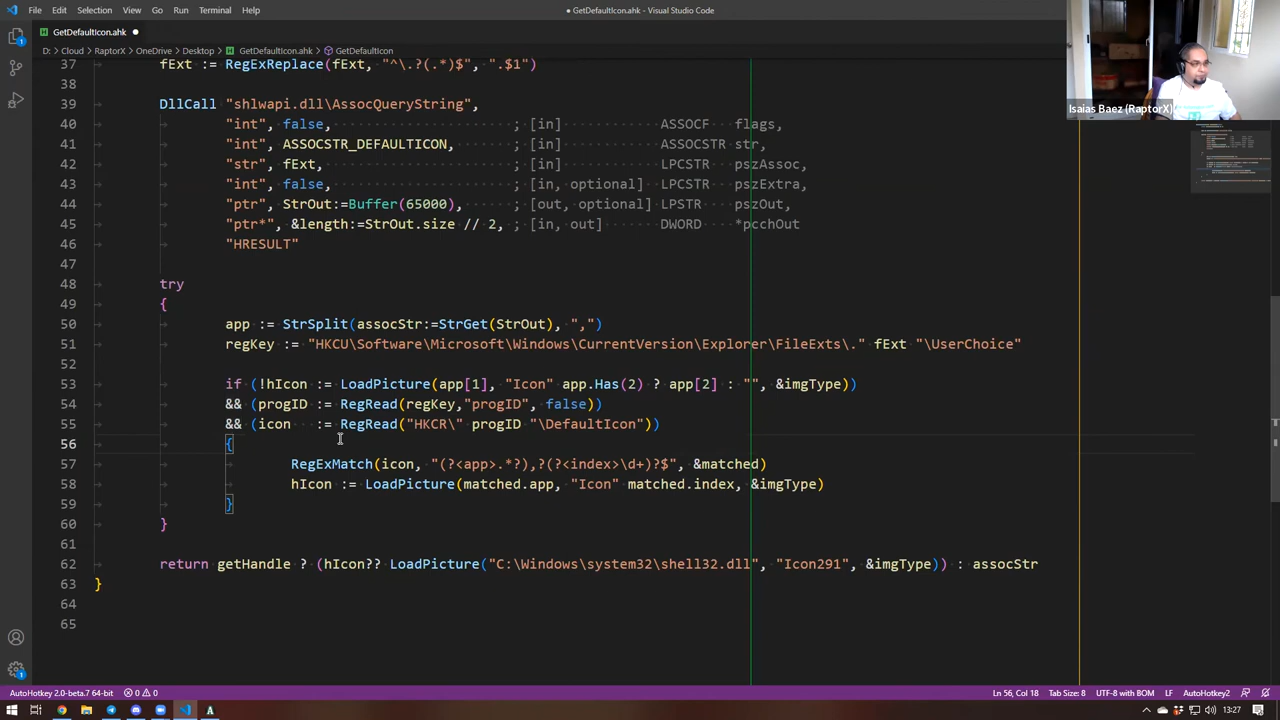 File Edit Selection View Go Run Terminal Help
● GetDefaultIcon.ahk - Visual Studio Code
GetDefaultIcon.ahk ●
D: > Cloud > RaptorX > OneDrive > Desktop > GetDefaultIcon.ahk > GetDefaultIcon
Isaias Baez (RaptorX)
37 fExt := RegExReplace(fExt, "^\.?(.*)$", ".$1")
38
39 DllCall "shlwapi.dll\AssocQueryString",
40 "int", false, ; [in] ASSOCF flags,
41 "int", ASSOCSTR_DEFAULTICON, ; [in] ASSOCSTR str,
42 "str", fExt, ; [in] LPCSTR pszAssoc,
43 "int", false, ; [in, optional] LPCSTR pszExtra,
44 "ptr", StrOut:=Buffer(65000), ; [out, optional] LPSTR pszOut,
45 "ptr*", &length:=StrOut.size // 2, ; [in, out] DWORD *pcchOut
46 "HRESULT"
47
48 try
49 {
50 app := StrSplit(assocStr:=StrGet(StrOut), ",")
51 regKey := "HKCU\Software\Microsoft\Windows\CurrentVersion\Explorer\FileExts\." fExt "\UserChoice"
52
53 if (!hIcon := LoadPicture(app[1], "Icon" app.Has(2) ? app[2] : "", &imgType))
54 && (progID := RegRead(regKey,"progID", false))
55 && (icon := RegRead("HKCR\" progID "\DefaultIcon"))
56 {
57 RegExMatch(icon, "(?<app>.*?),?(?<index>\d+)?$", &matched)
58 hIcon := LoadPicture(matched.app, "Icon" matched.index, &imgType)
59 }
60 }
61
62 return getHandle ? (hIcon?? LoadPicture("C:\Windows\system32\shell32.dll", "Icon291", &imgType)) : assocStr
63 }
64
65
AutoHotkey 2.0-beta.7 64-bit 0 0 Ln 56, Col 18 Tab Size: 8 UTF-8 with BOM LF AutoHotkey2
13:27